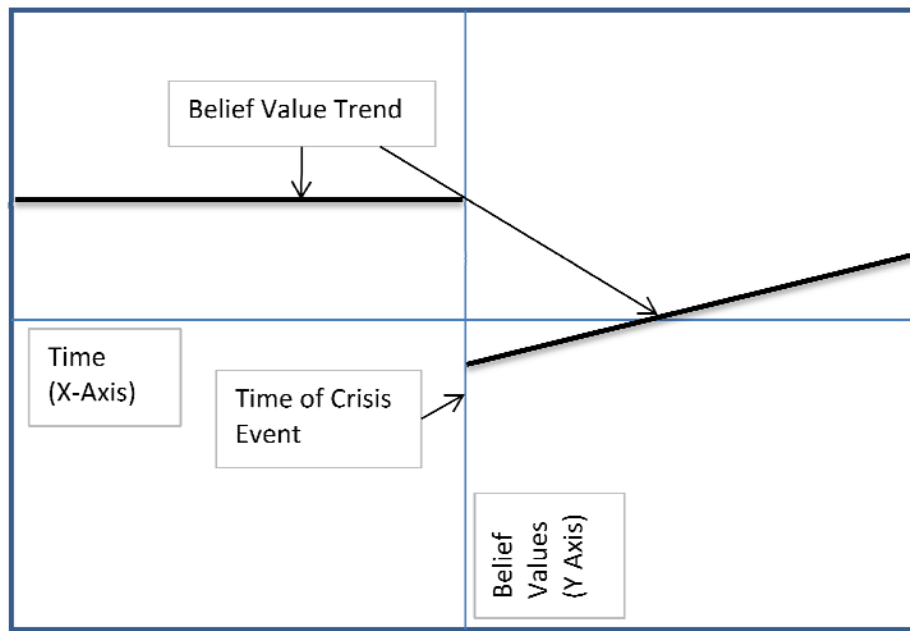 Belief Value Trend
Time
(X-Axis)
Time of Crisis
Event
Belief
Values
(Y Axis)